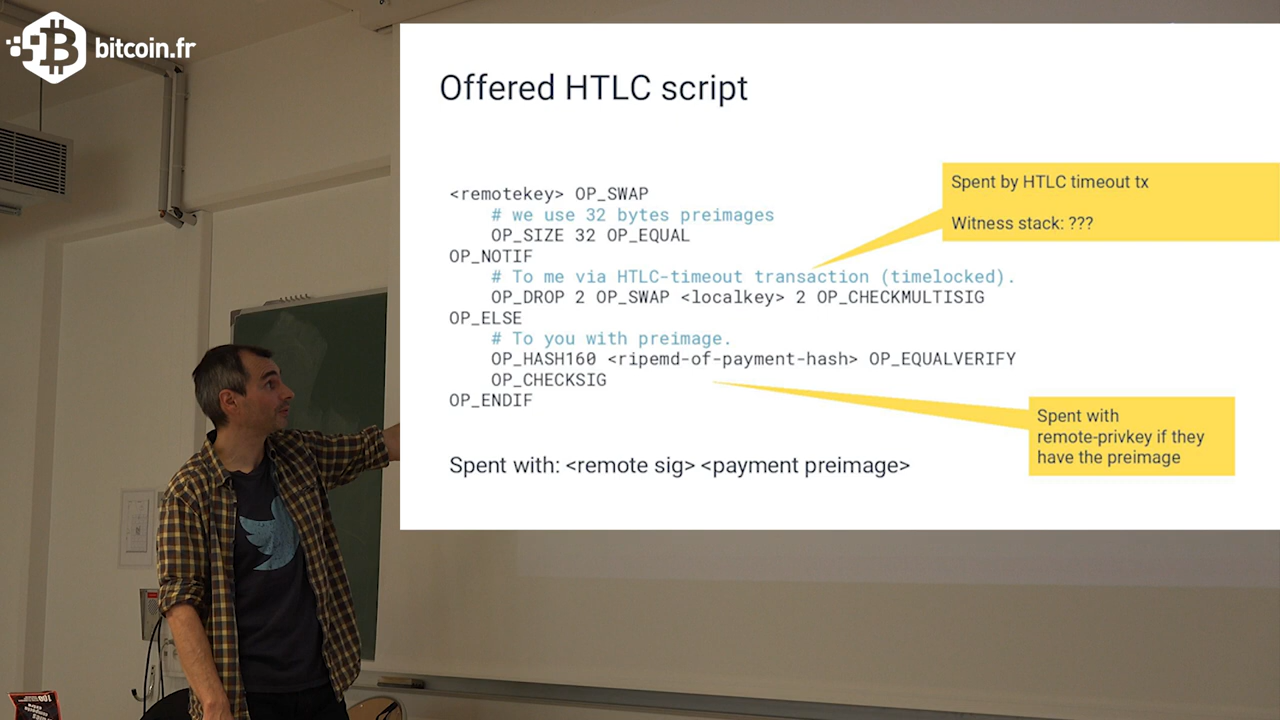 bitcoin.fr
Offered HTLC script
<remotekey> OP_SWAP
# we use 32 bytes preimages
OP_SIZE 32 OP_EQUAL
OP_NOTIF
# To me via HTLC-timeout transaction (timelocked).
OP_DROP 2 OP_SWAP <localkey> 2 OP_CHECKMULTISIG
OP_ELSE
# To you with preimage.
OP_HASH160 <ripemd-of-payment-hash> OP_EQUALVERIFY
OP_CHECKSIG
OP_ENDIF
Spent with: <remote sig> <payment preimage>
Spent by HTLC timeout tx
Witness stack: ???
Spent with
remote-privkey if they
have the preimage